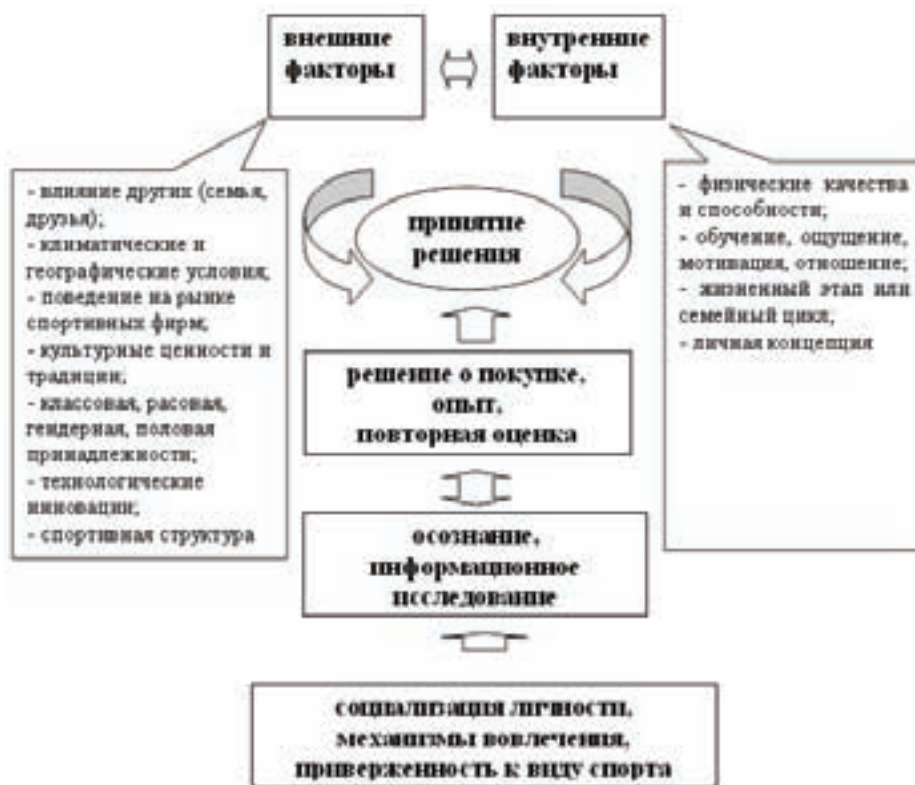 внешние
факторы
внутренние
факторы
- влияние других (семья,
друзья);
- климатические и
географические условия;
- поведение на рынке
спортивных фирм;
- культурные ценности и
традиции;
- классовая, расовая,
гендерная, половая
принадлежности;
- технологические
инновации;
- спортивная структура
принятие
решения
- физические качества
и способности;
- обучение, ощущение,
мотивация, отношение;
- жизненный этап или
семейный цикл;
- личная концепция
решение о покупке,
опыт,
повторная оценка
осознание,
информационное
исследование
социализация личности,
механизмы вовлечения,
приверженность к виду спорта